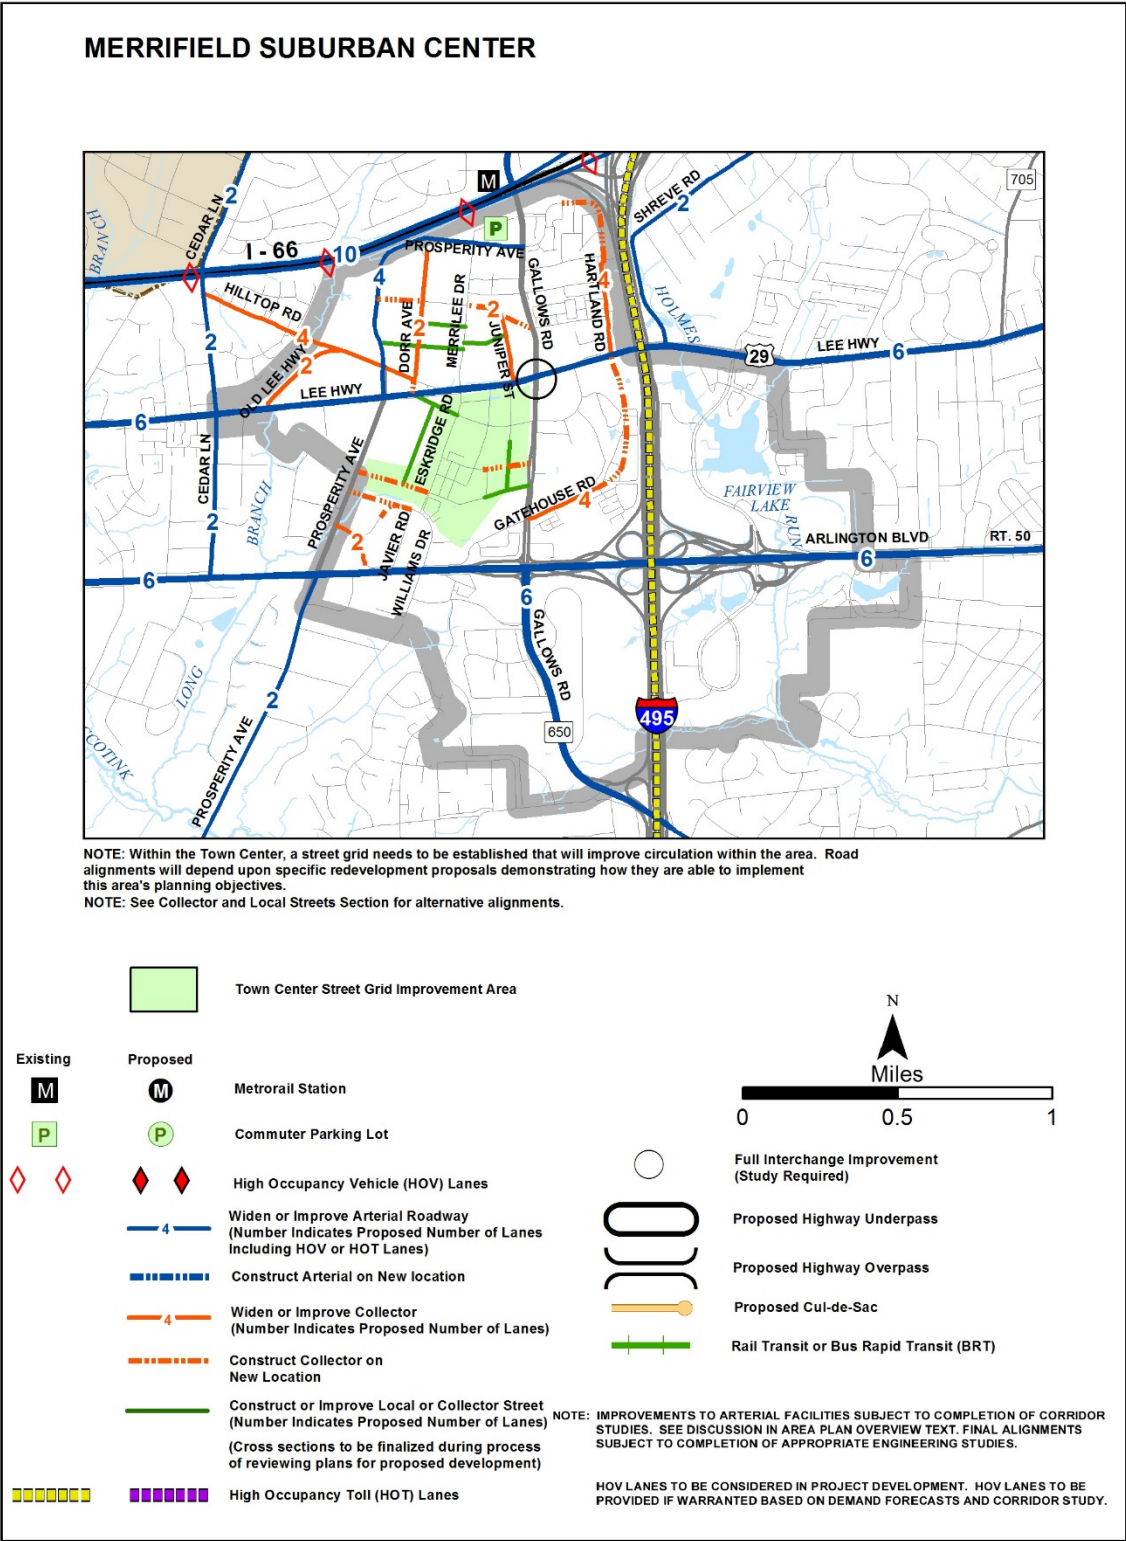 MERRIFIELD SUBURBAN CENTER
M
705
SHREVE RD
2
CEDAR LN
2
BRANCH
P
I - 66
10
PROSPERITY AVE
4
GALLOWS RD
HARTLAND RD
4
HOLMES
HILLTOP RD
MERRILEE DR
DORR AVE
2
2
JUNIPER ST
4
2
2
OLD LEE HWY
LEE HWY
29
LEE HWY
6
6
CEDAR LN
ESKRIDGE RD
PROSPERITY AVE
GATEHOUSE RD
4
FAIRVIEW
LAKE
RUN
BRANCH
2
2
JAVIER RD
WILLIAMS DR
ARLINGTON BLVD
RT. 50
6
6
6
GALLOWS RD
LONG
2
495
650
PROSPERITY AVE
CCOTINK
NOTE: Within the Town Center, a street grid needs to be established that will improve circulation within the area. Road
alignments will depend upon specific redevelopment proposals demonstrating how they are able to implement
this area's planning objectives.
NOTE: See Collector and Local Streets Section for alternative alignments.
Town Center Street Grid Improvement Area
Existing
Proposed
M
M
Metrorail Station
P
P
Commuter Parking Lot
High Occupancy Vehicle (HOV) Lanes
4
Widen or Improve Arterial Roadway
(Number Indicates Proposed Number of Lanes
Including HOV or HOT Lanes)
Construct Arterial on New location
4
Widen or Improve Collector
(Number Indicates Proposed Number of Lanes)
Construct Collector on
New Location
Construct or Improve Local or Collector Street
(Number Indicates Proposed Number of Lanes)
(Cross sections to be finalized during process
of reviewing plans for proposed development)
High Occupancy Toll (HOT) Lanes
N
Miles
0
0.5
1
Full Interchange Improvement
(Study Required)
Proposed Highway Underpass
Proposed Highway Overpass
Proposed Cul-de-Sac
Rail Transit or Bus Rapid Transit (BRT)
NOTE: IMPROVEMENTS TO ARTERIAL FACILITIES SUBJECT TO COMPLETION OF CORRIDOR
STUDIES. SEE DISCUSSION IN AREA PLAN OVERVIEW TEXT. FINAL ALIGNMENTS
SUBJECT TO COMPLETION OF APPROPRIATE ENGINEERING STUDIES.
HOV LANES TO BE CONSIDERED IN PROJECT DEVELOPMENT. HOV LANES TO BE
PROVIDED IF WARRANTED BASED ON DEMAND FORECASTS AND CORRIDOR STUDY.